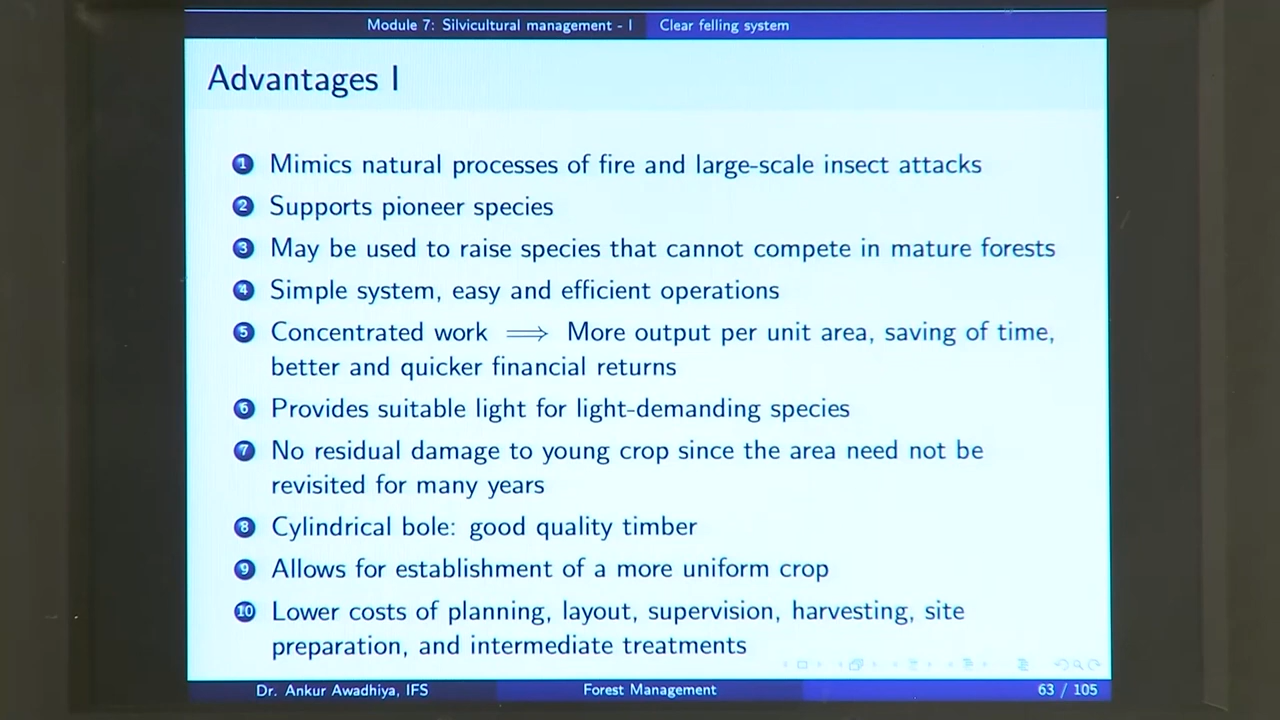 Module 7: Silvicultural management - I Clear felling system
Advantages I
1 Mimics natural processes of fire and large-scale insect attacks
2 Supports pioneer species
3 May be used to raise species that cannot compete in mature forests
4 Simple system, easy and efficient operations
5 Concentrated work ⟹ More output per unit area, saving of time,
better and quicker financial returns
6 Provides suitable light for light-demanding species
7 No residual damage to young crop since the area need not be
revisited for many years
8 Cylindrical bole: good quality timber
9 Allows for establishment of a more uniform crop
10 Lower costs of planning, layout, supervision, harvesting, site
preparation, and intermediate treatments
Dr. Ankur Awadhiya, IFS Forest Management 63 / 105